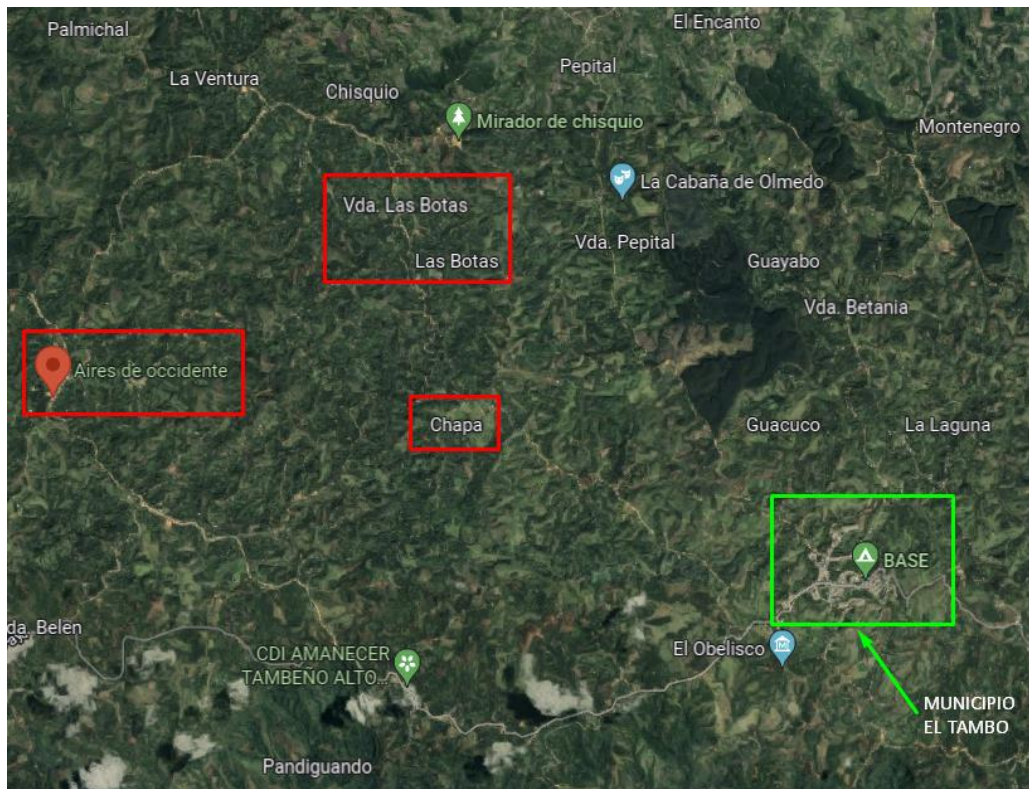 Palmichal
El Encanto
La Ventura
Chisquio
Pepital
Mirador de chisquio
Montenegro
La Cabaña de Olmedo
Vda. Las Botas
Vda. Pepital
Las Botas
Guayabo
Vda. Betania
Aires de occidente
Chapa
Guacuco
La Laguna
BASE
da. Belén
El Obelisco
CDI AMANECER
TAMBEÑO ALTO...
MUNICIPIO
EL TAMBO
Pandiguando